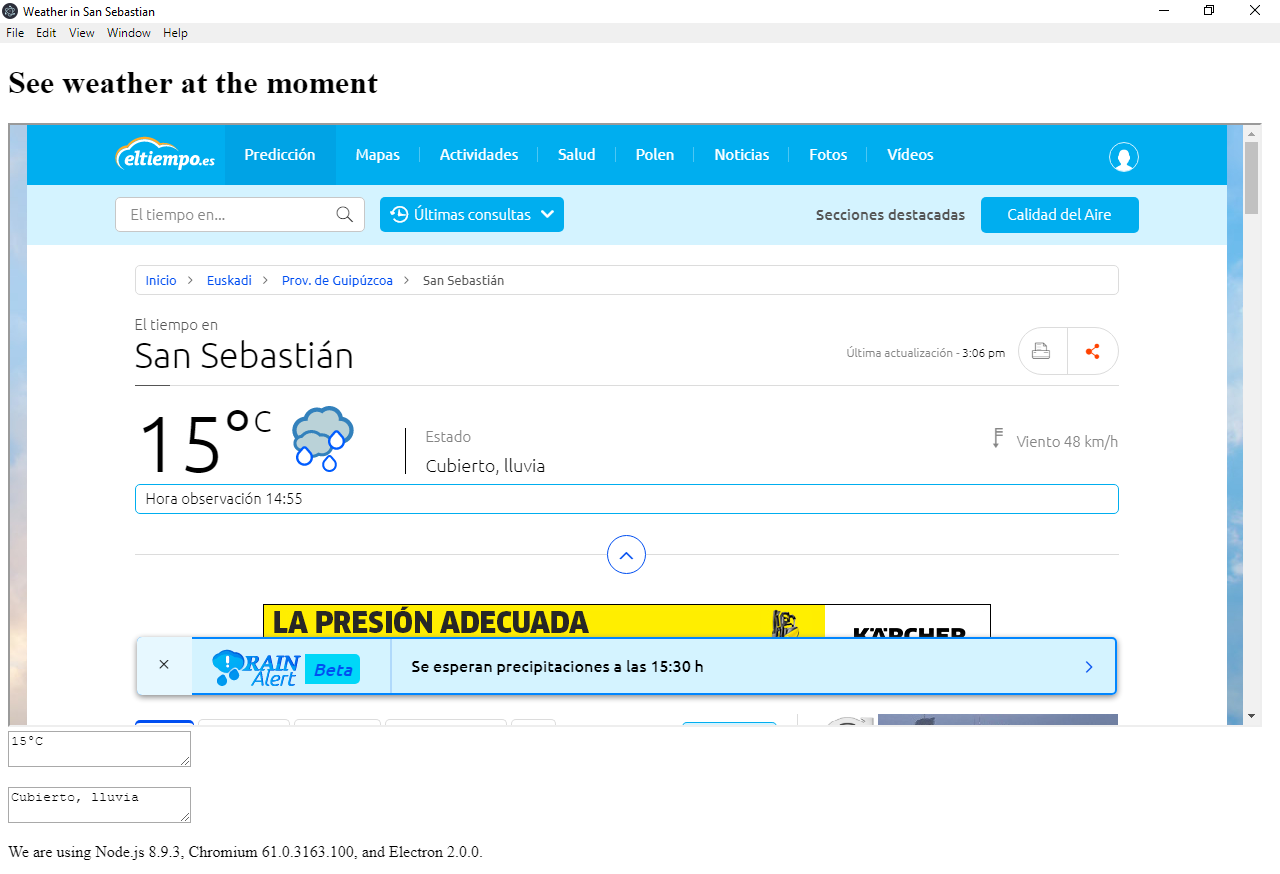 Weather in San Sebastian
File Edit View Window Help
See weather at the moment
eltiempo.es Predicción Mapas Actividades Salud Polen Noticias Fotos Vídeos
El tiempo en... Últimas consultas Secciones destacadas Calidad del Aire
Inicio > Euskadi > Prov. de Guipúzcoa > San Sebastián
El tiempo en
San Sebastián
Última actualización - 3:06 pm
15°C
Estado
Cubierto, lluvia
Viento 48 km/h
Hora observación 14:55
LA PRESIÓN ADECUADA
KÄRCHER
RAIN Alert Beta
Se esperan precipitaciones a las 15:30 h
15°C
Cubierto, lluvia
We are using Node.js 8.9.3, Chromium 61.0.3163.100, and Electron 2.0.0.